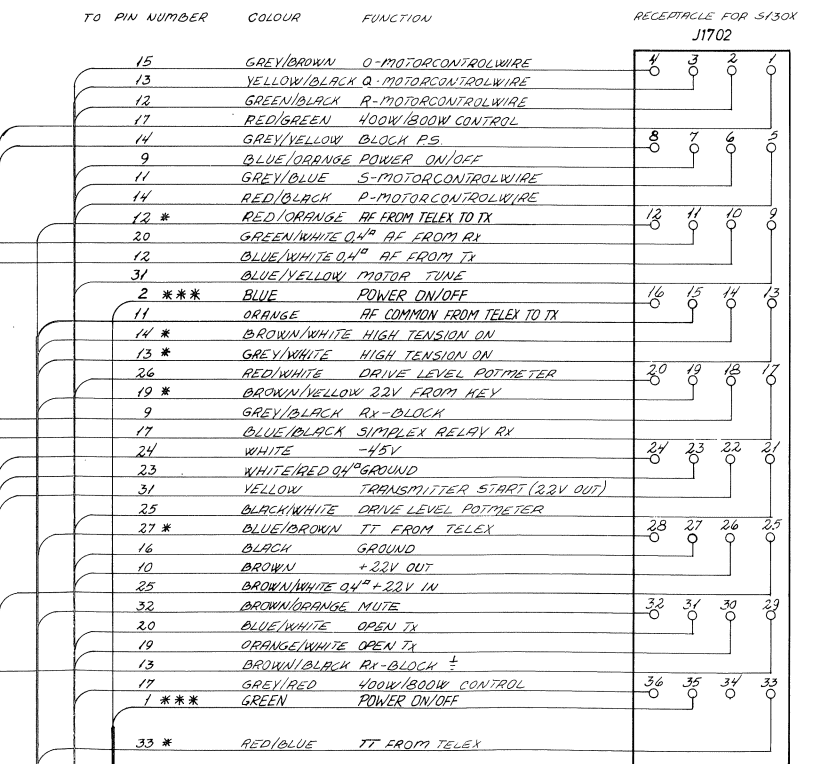 TO PIN NUMBER COLOUR FUNCTION RECEPTACLE FOR S130X
J1702
15 GREY/BROWN O-MOTORCONTROLWIRE 4 3 2 1
13 YELLOW/BLACK Q-MOTORCONTROLWIRE
12 GREEN/BLACK R-MOTORCONTROLWIRE
17 RED/GREEN 400W/800W CONTROL
14 GREY/YELLOW BLOCK P.S. 8 7 6 5
9 BLUE/ORANGE POWER ON/OFF
11 GREY/BLUE S-MOTORCONTROLWIRE
14 RED/BLACK P-MOTORCONTROLWIRE
12 * RED/ORANGE AF FROM TELEX TO TX 12 11 10 9
20 GREEN/WHITE 0,4¤ AF FROM RX
12 BLUE/WHITE 0,4¤ AF FROM TX
31 BLUE/YELLOW MOTOR TUNE
2 *** BLUE POWER ON/OFF 16 15 14 13
11 ORANGE AF COMMON FROM TELEX TO TX
14 * BROWN/WHITE HIGH TENSION ON
13 * GREY/WHITE HIGH TENSION ON
26 RED/WHITE DRIVE LEVEL POTMETER 20 19 18 17
19 * BROWN/YELLOW 22V FROM KEY
9 GREY/BLACK RX-BLOCK
17 BLUE/BLACK SIMPLEX RELAY RX
24 WHITE -45V 24 23 22 21
23 WHITE/RED 0,4¤ GROUND
31 YELLOW TRANSMITTER START (22V OUT)
25 BLACK/WHITE DRIVE LEVEL POTMETER
27 * BLUE/BROWN TT FROM TELEX 28 27 26 25
16 BLACK GROUND
10 BROWN +22V OUT
25 BROWN/WHITE 0,4¤ +22V IN
32 BROWN/ORANGE MUTE 32 31 30 29
20 BLUE/WHITE OPEN TX
19 ORANGE/WHITE OPEN TX
13 BROWN/BLACK RX-BLOCK ⏚
17 GREY/RED 400W/800W CONTROL 36 35 34 33
1 *** GREEN POWER ON/OFF
33 * RED/BLUE TT FROM TELEX